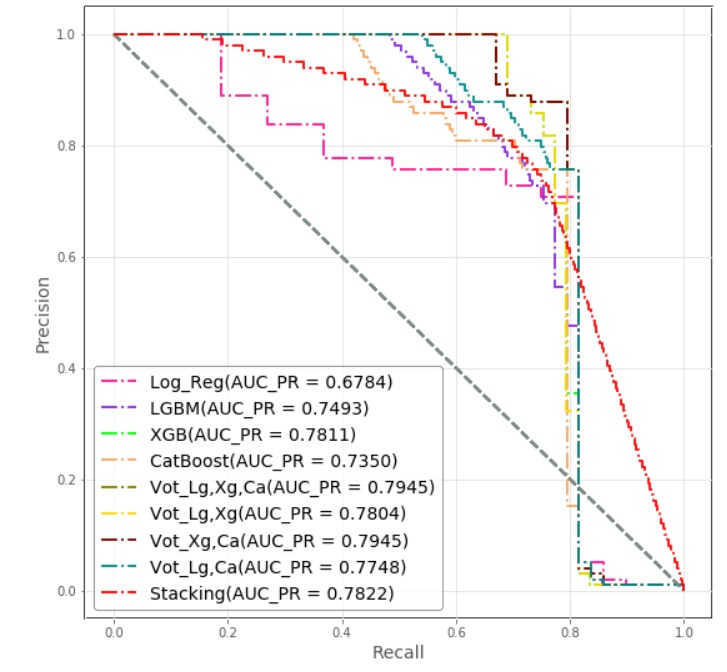 1.0
0.8
0.6
0.4
0.2
0.0
Precision
Log_Reg(AUC_PR = 0.6784)
LGBM(AUC_PR = 0.7493)
XGB(AUC_PR = 0.7811)
CatBoost(AUC_PR = 0.7350)
Vot_Lg,Xg,Ca(AUC_PR = 0.7945)
Vot_Lg,Xg(AUC_PR = 0.7804)
Vot_Xg,Ca(AUC_PR = 0.7945)
Vot_Lg,Ca(AUC_PR = 0.7748)
Stacking(AUC_PR = 0.7822)
0.0 0.2 0.4 0.6 0.8 1.0
Recall